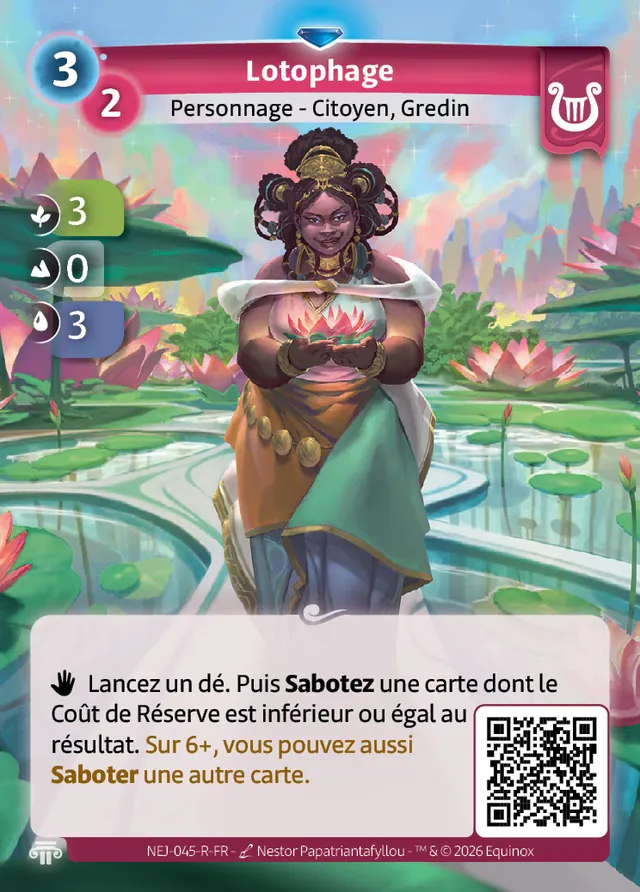 3
Lotophage
2
Personnage - Citoyen, Gredin
3
0
3
Lancez un dé. Puis Sabotez une carte dont le
Coût de Réserve est inférieur ou égal au
résultat. Sur 6+, vous pouvez aussi
Saboter une autre carte.
NEJ-045-R-FR - Nestor Papatriantafyllou - ™ & © 2026 Equinox